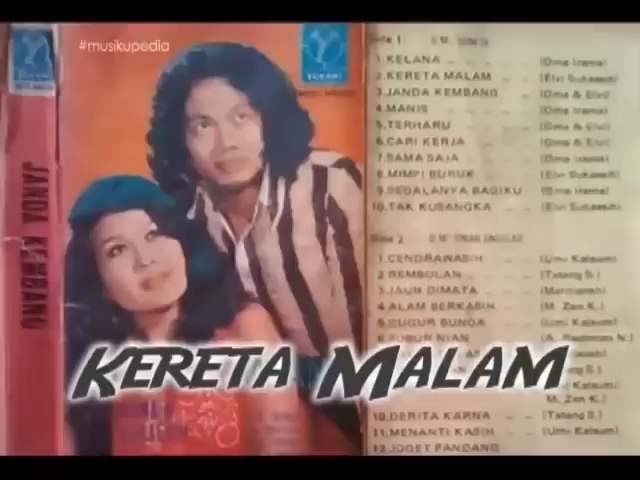 #musikupedia
YUKAWI
JANDA KEMBANG
Side 1
1. KELANA (Oma Irama)
2. KERETA MALAM (Elvi Sukaesih)
3. JANDA KEMBANG (Oma & Elvi)
4. MANIS (Oma Irama)
5. TERHARU (Oma & Elvi)
6. CARI KERJA (Oma & Elvi)
7. SAMA SAJA (Oma Irama)
8. MIMPI BURUK (Elvi Sukaesih)
9. SEGALANYA BAGIKU (Oma Irama)
10. TAK KUSANGKA (Elvi Sukaesih)
Side 2
1. CENDRAWASIH (Umi Kalsum)
2 REMBULAN (Tatang S.)
3. JAUH DIMATA
4. ALAM BERKASIH (M. Zen K.)
5. GUGUR BUNGA (Umi Kalsum)
KERETA MALAM
M. Zen K.)
10. DERITA KARNA (Tatang S.)
11. MENANTI KASIH (Umi Kalsum)
12. JOGET PANDANG